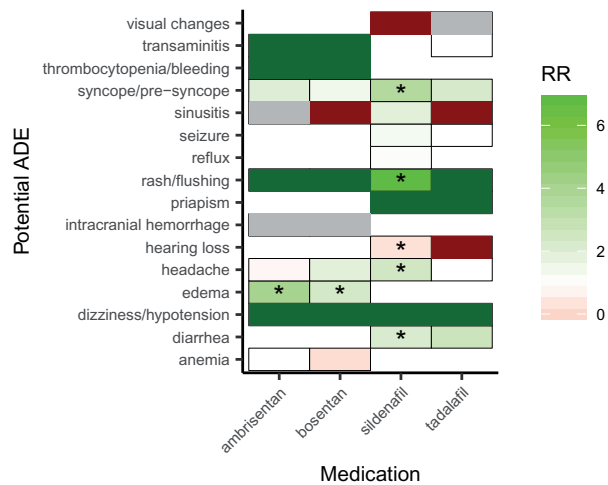 visual changes
transaminitis
thrombocytopenia/bleeding
syncope/pre−syncope
sinusitis
seizure
reflux
rash/flushing
priapism
intracranial hemorrhage
hearing loss
headache
edema
dizziness/hypotension
diarrhea
anemia
Potential ADE
*
*
*
*
* *
*
ambrisentan
bosentan
sildenafil
tadalafil
Medication
RR
6
4
2
0